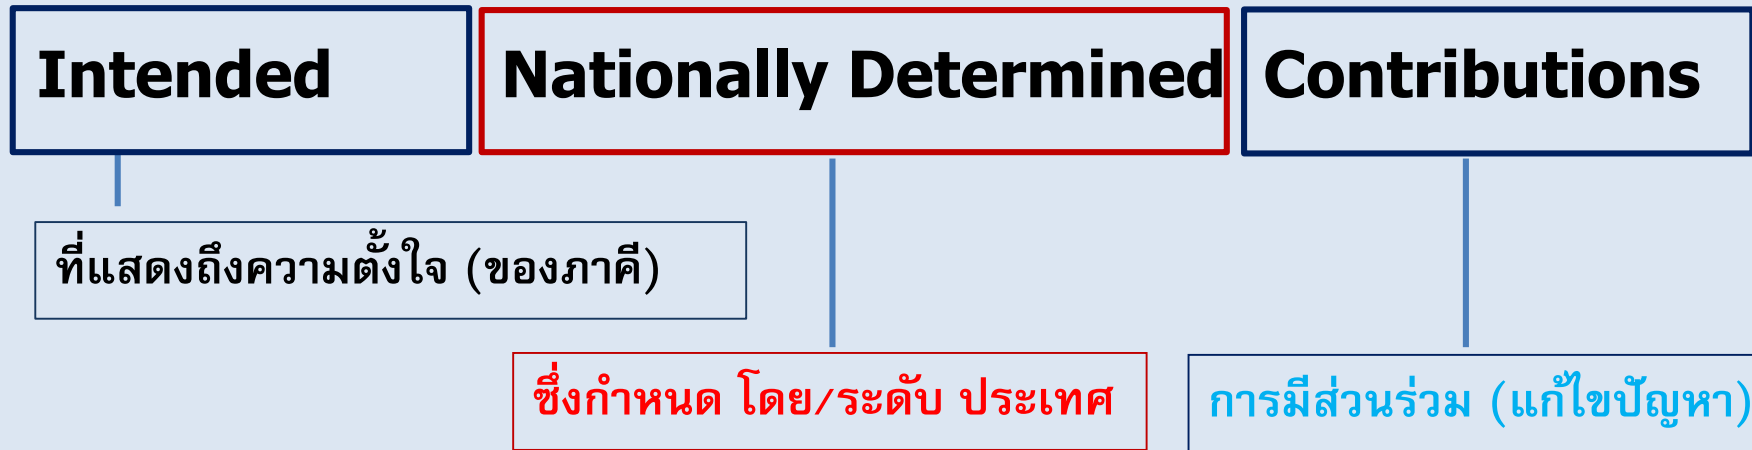 Intended
Nationally Determined
Contributions
ที่แสดงถึงความตั้งใจ (ของภาคี)
ซึ่งกำหนด โดย/ระดับ ประเทศ
การมีส่วนร่วม (แก้ไขปัญหา)